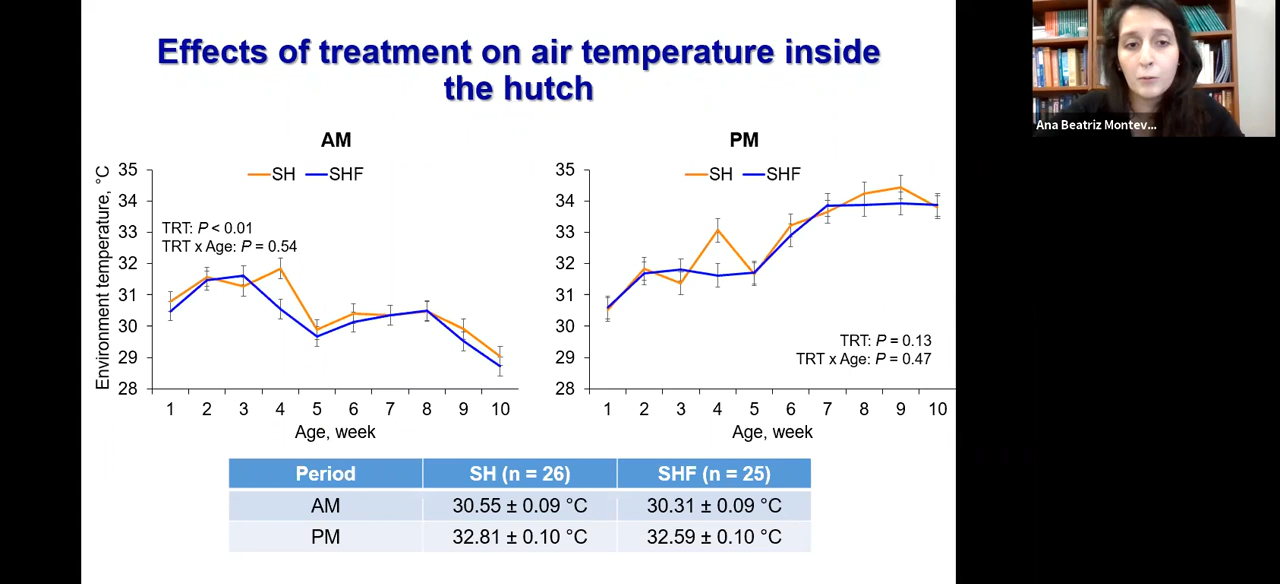 Effects of treatment on air temperature inside
the hutch
AM
SH SHF
Environment temperature, °C
35
34
33
32
31
30
29
28
TRT: P < 0.01
TRT x Age: P = 0.54
1 2 3 4 5 6 7 8 9 10
Age, week
PM
SH SHF
35
34
33
32
31
30
29
28
TRT: P = 0.13
TRT x Age: P = 0.47
1 2 3 4 5 6 7 8 9 10
Age, week
Period SH (n = 26) SHF (n = 25)
AM 30.55 ± 0.09 °C 30.31 ± 0.09 °C
PM 32.81 ± 0.10 °C 32.59 ± 0.10 °C
Ana Beatriz Montev...